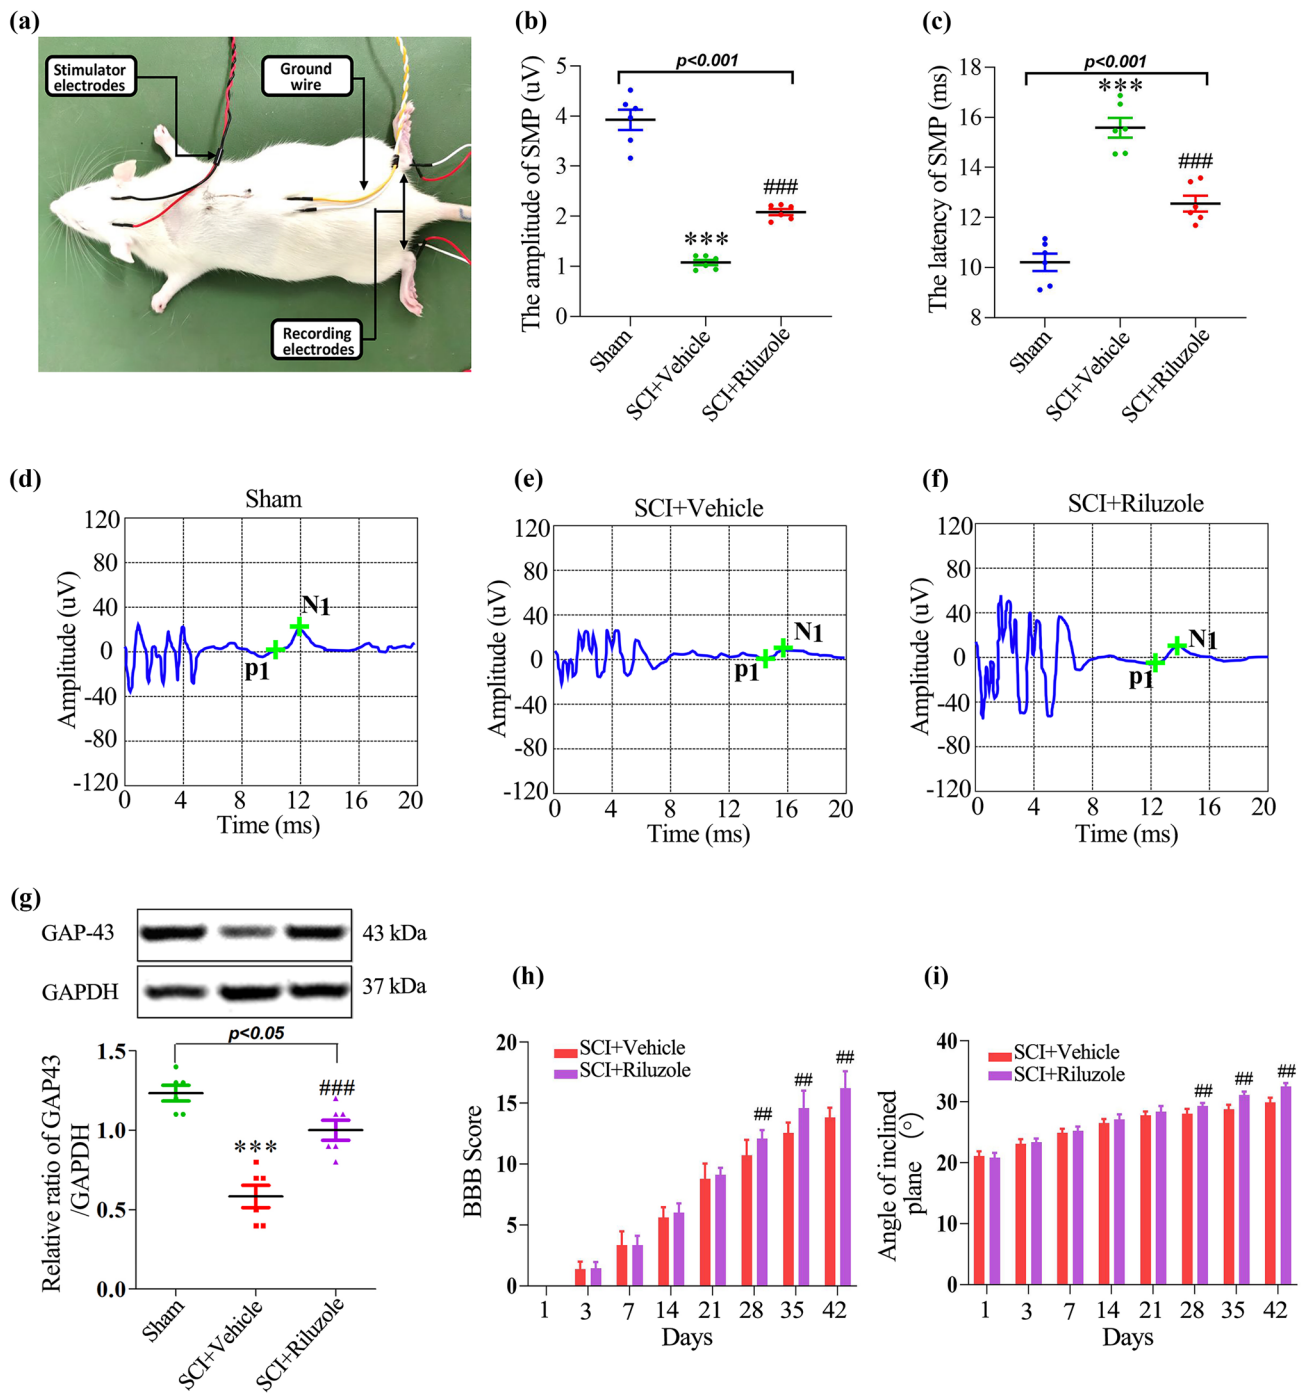 (a)
Stimulator
electrodes
Ground
wire
Recording
electrodes
(b)
p<0.001
The amplitude of SMP (uV)
5
4
3
2
1
0
***
###
Sham
SCI+Vehicle
SCI+Riluzole
(c)
p<0.001
The latency of SMP (ms)
18
16
14
12
10
8
***
###
Sham
SCI+Vehicle
SCI+Riluzole
(d)
Sham
Amplitude (uV)
120
80
40
0
-40
-80
-120
N1
p1
0 4 8 12 16 20
Time (ms)
(e)
SCI+Vehicle
Amplitude (uV)
120
80
40
0
-40
-80
-120
N1
p1
0 4 8 12 16 20
Time (ms)
(f)
SCI+Riluzole
Amplitude (uV)
120
80
40
0
-40
-80
-120
N1
p1
0 4 8 12 16 20
Time (ms)
(g)
GAP-43
43 kDa
GAPDH
37 kDa
p<0.05
Relative ratio of GAP43
/GAPDH
1.5
1.0
0.5
0.0
***
###
Sham
SCI+Vehicle
SCI+Riluzole
(h)
SCI+Vehicle
SCI+Riluzole
BBB Score
20
15
10
5
0
##
##
##
1 3 7 14 21 28 35 42
Days
(i)
SCI+Vehicle
SCI+Riluzole
Angle of inclined
plane (°)
40
30
20
10
0
##
##
##
1 3 7 14 21 28 35 42
Days